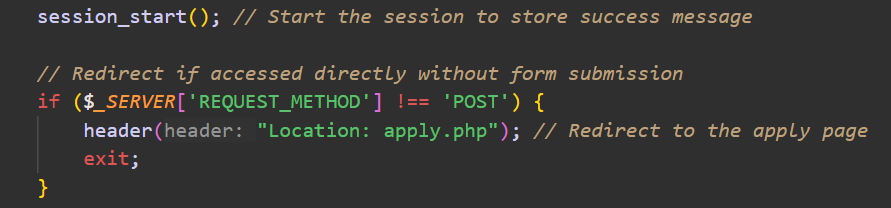 session_start(); // Start the session to store success message
// Redirect if accessed directly without form submission
if ($_SERVER['REQUEST_METHOD'] !== 'POST') {
header(header: "Location: apply.php"); // Redirect to the apply page
exit;
}